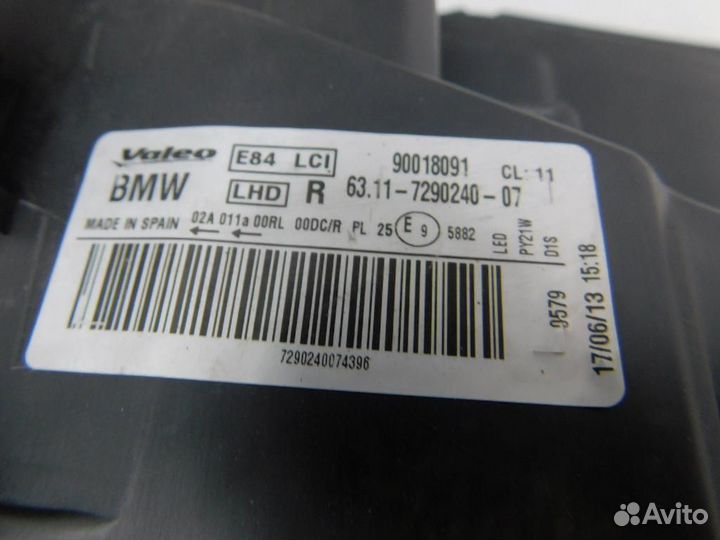 Valeo E84 LCI 90018091 CL: 11
BMW LHD R 63.11-7290240-07
MADE IN SPAIN 02A 011a 00RL 00DC/R PL 25 E 9 5882
LED
PY21W
D1S
9579
17/06/13 15:18
7290240074396
Avito